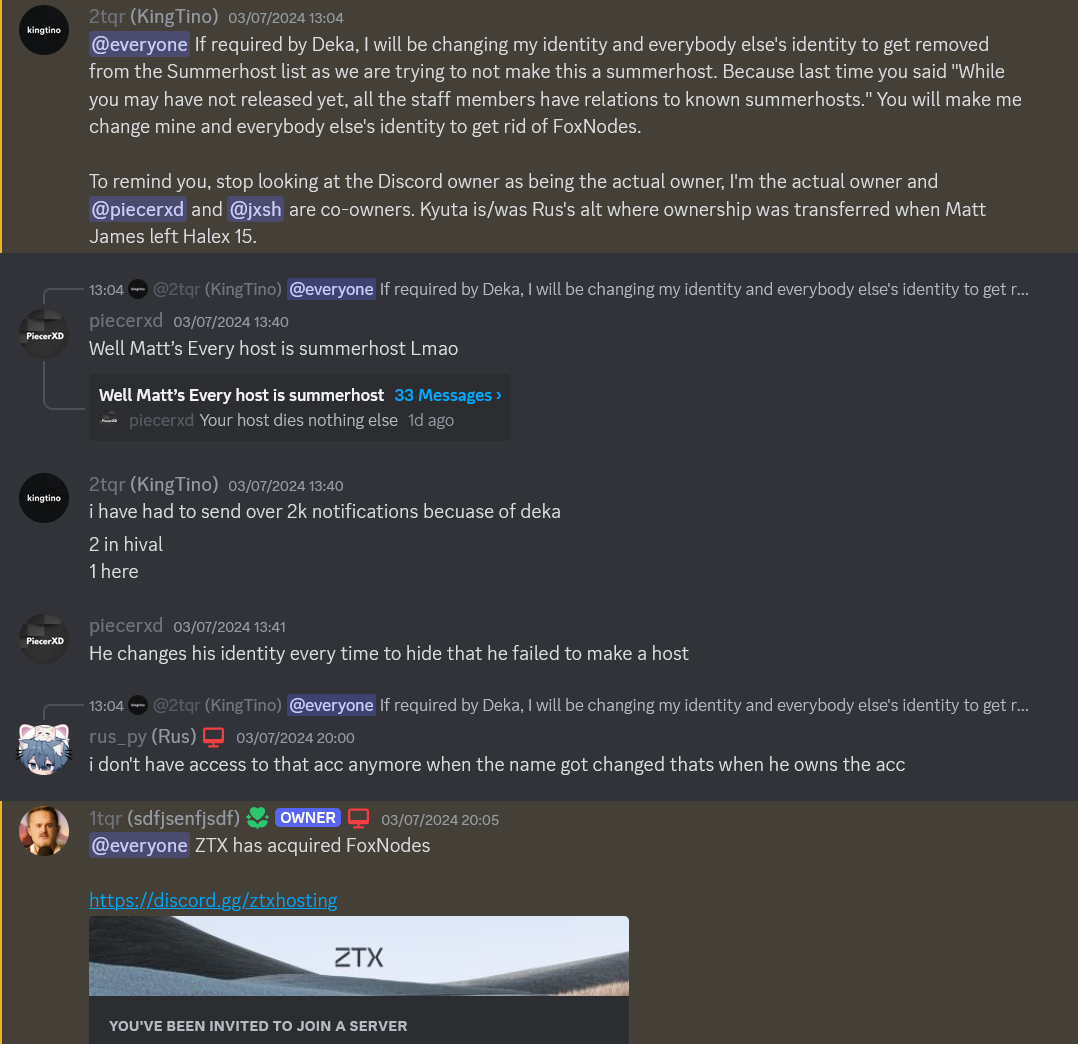 kingtino
2tqr (KingTino) 03/07/2024 13:04
@everyone If required by Deka, I will be changing my identity and everybody else's identity to get removed
from the Summerhost list as we are trying to not make this a summerhost. Because last time you said "While
you may have not released yet, all the staff members have relations to known summerhosts." You will make me
change mine and everybody else's identity to get rid of FoxNodes.
To remind you, stop looking at the Discord owner as being the actual owner, I'm the actual owner and
@piecerxd and @jxsh are co-owners. Kyuta is/was Rus's alt where ownership was transferred when Matt
James left Halex 15.
13:04 @2tqr (KingTino) @everyone If required by Deka, I will be changing my identity and everybody else's identity to get r...
PiecerXD
piecerxd 03/07/2024 13:40
Well Matt’s Every host is summerhost Lmao
Well Matt’s Every host is summerhost 33 Messages ›
piecerxd Your host dies nothing else 1d ago
kingtino
2tqr (KingTino) 03/07/2024 13:40
i have had to send over 2k notifications becuase of deka
2 in hival
1 here
PiecerXD
piecerxd 03/07/2024 13:41
He changes his identity every time to hide that he failed to make a host
13:04 @2tqr (KingTino) @everyone If required by Deka, I will be changing my identity and everybody else's identity to get r...
rus_py (Rus) 03/07/2024 20:00
i don't have access to that acc anymore when the name got changed thats when he owns the acc
1tqr (sdfjsenfjsdf) OWNER 03/07/2024 20:05
@everyone ZTX has acquired FoxNodes
https://discord.gg/ztxhosting
ZTX
YOU'VE BEEN INVITED TO JOIN A SERVER